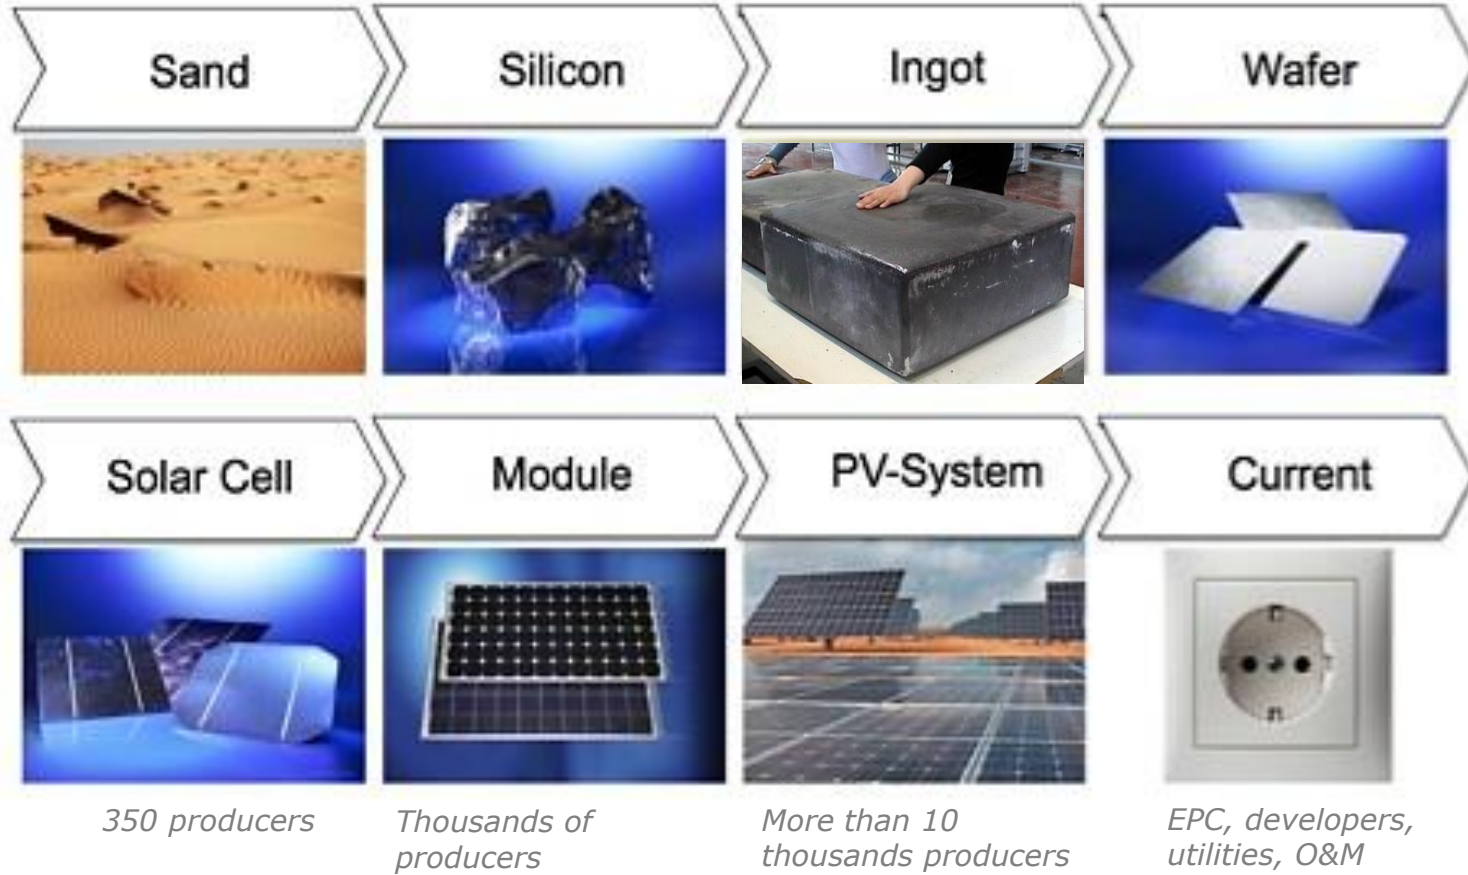 Sand
Silicon
Ingot
Wafer
Solar Cell
Module
PV-System
Current
350 producers
Thousands of
producers
More than 10
thousands producers
EPC, developers,
utilities, O&M